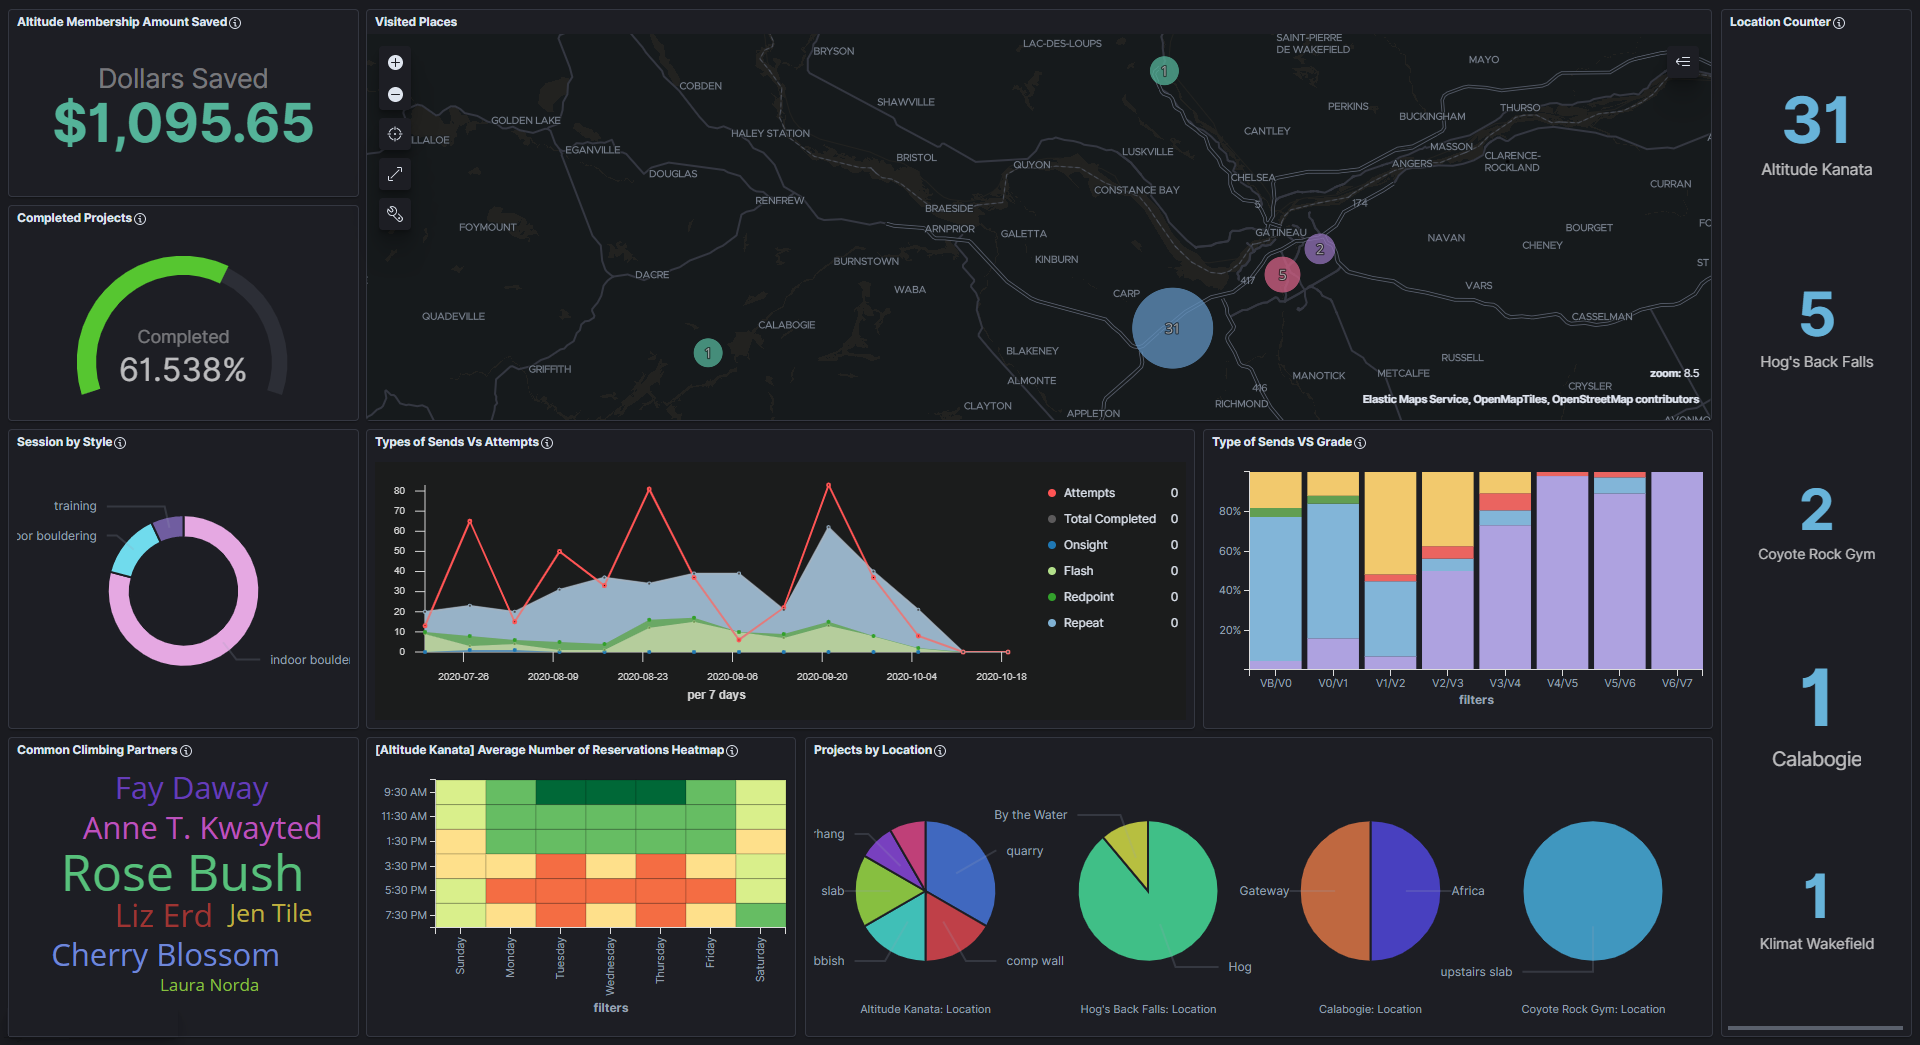 Altitude Membership Amount Saved
Dollars Saved
$1,095.65
Completed Projects
Completed
61.538%
Visited Places
BRYSON
LAC-DES-LOUPS
SAINT-PIERRE
DE WAKEFIELD
MAYO
COBDEN
SHAWVILLE
PERKINS
THURSO
BUCKINGHAM
GOLDEN LAKE
HALEY STATION
CANTLEY
LLALOE
EGANVILLE
BRISTOL
QUYON
LUSKVILLE
MASSON
ANGERS
CLARENCE-
ROCKLAND
DOUGLAS
CHELSEA
CONSTANCE BAY
CURRAN
RENFREW
BRAESIDE
5
174
FOYMOUNT
ARNPRIOR
GALETTA
GATINEAU
NAVAN
BOURGET
CHENEY
FC
DACRE
BURNSTOWN
KINBURN
ST
WABA
CARP
417
VARS
QUADEVILLE
CALABOGIE
CASSELMAN
GRIFFITH
BLAKENEY
RUSSELL
ALMONTE
MANOTICK
METCALFE
CRYSLER
416
CLAYTON
APPLETON
RICHMOND
AVONMO
1
2
5
31
1
zoom: 8.5
Elastic Maps Service, OpenMapTiles, OpenStreetMap contributors
Location Counter
31
Altitude Kanata
5
Hog's Back Falls
2
Coyote Rock Gym
1
Calabogie
1
Klimat Wakefield
Session by Style
training
oor bouldering
indoor boulder
Types of Sends Vs Attempts
80
70
60
50
40
30
20
10
0
2020-07-26
2020-08-09
2020-08-23
2020-09-06
2020-09-20
2020-10-04
2020-10-18
per 7 days
Attempts 0
Total Completed 0
Onsight 0
Flash 0
Redpoint 0
Repeat 0
Type of Sends VS Grade
80%
60%
40%
20%
VB/V0
V0/V1
V1/V2
V2/V3
V3/V4
V4/V5
V5/V6
V6/V7
filters
Common Climbing Partners
Fay Daway
Anne T. Kwayted
Rose Bush
Liz Erd
Jen Tile
Cherry Blossom
Laura Norda
[Altitude Kanata] Average Number of Reservations Heatmap
9:30 AM
11:30 AM
1:30 PM
3:30 PM
5:30 PM
7:30 PM
Sunday
Monday
Tuesday
Wednesday
Thursday
Friday
Saturday
filters
Projects by Location
rhang
quarry
slab
bbish
comp wall
Altitude Kanata: Location
By the Water
Hog
Hog's Back Falls: Location
Gateway
Africa
Calabogie: Location
upstairs slab
Coyote Rock Gym: Location